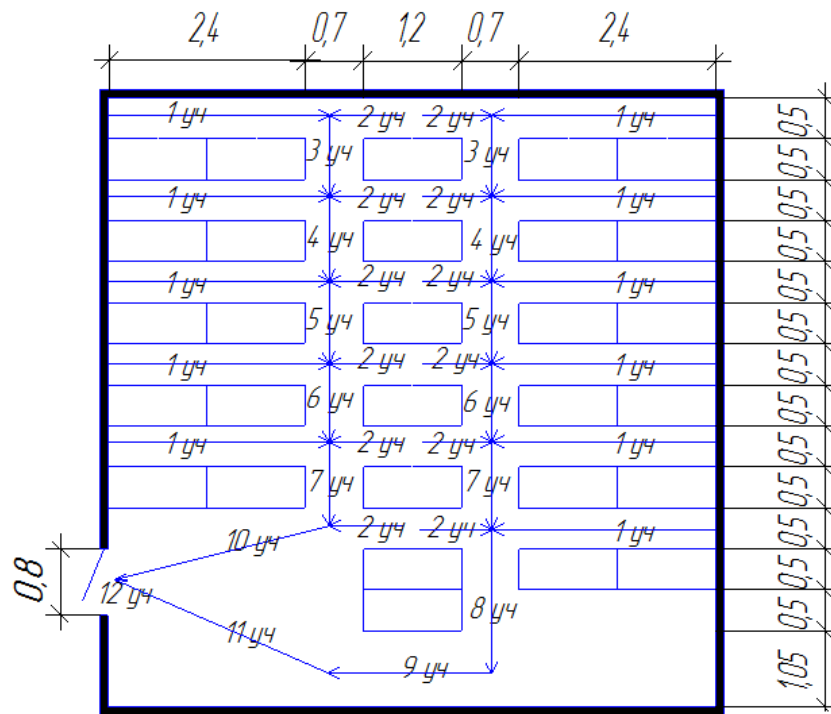 2,4 0,7 1,2 0,7 2,4
1 уч 2 уч 2 уч 1 уч 0,5
3 уч 3 уч 0,5
1 уч 2 уч 2 уч 1 уч 0,5
4 уч 4 уч 0,5
1 уч 2 уч 2 уч 1 уч 0,5
5 уч 5 уч 0,5
1 уч 2 уч 2 уч 1 уч 0,5
6 уч 6 уч 0,5
1 уч 2 уч 2 уч 1 уч 0,5
7 уч 7 уч 0,5
2 уч 2 уч 1 уч 0,5
10 уч
0,8 0,5
12 уч 8 уч 0,5
11 уч
9 уч 1,05